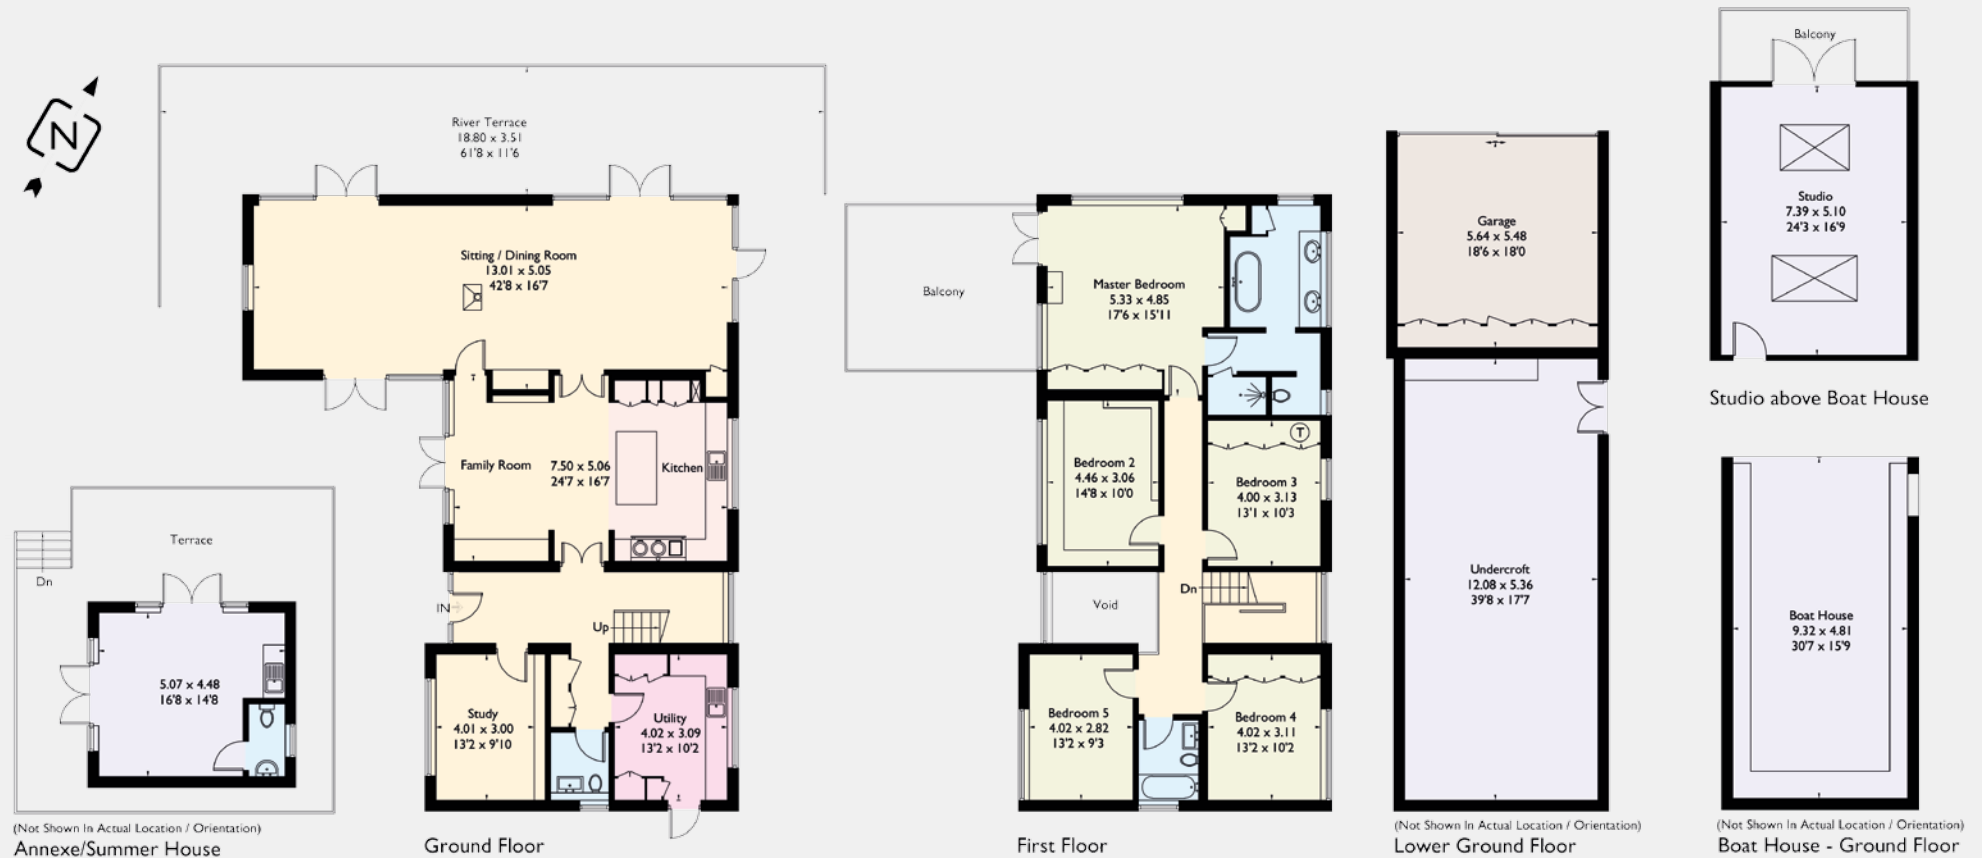 N
River Terrace
18.80 x 3.51
61'8 x 11'6
Sitting / Dining Room
13.01 x 5.05
42'8 x 16'7
Family Room
7.50 x 5.06
24'7 x 16'7
Kitchen
IN
Up
Study
4.01 x 3.00
13'2 x 9'10
Utility
4.02 x 3.09
13'2 x 10'2
Ground Floor
Terrace
Dn
5.07 x 4.48
16'8 x 14'8
(Not Shown In Actual Location / Orientation)
Annexe/Summer House
Balcony
Master Bedroom
5.33 x 4.85
17'6 x 15'11
Bedroom 2
4.46 x 3.06
14'8 x 10'0
T
Bedroom 3
4.00 x 3.13
13'1 x 10'3
Void
Dn
Bedroom 5
4.02 x 2.82
13'2 x 9'3
Bedroom 4
4.02 x 3.11
13'2 x 10'2
First Floor
Garage
5.64 x 5.48
18'6 x 18'0
Undercroft
12.08 x 5.36
39'8 x 17'7
(Not Shown In Actual Location / Orientation)
Lower Ground Floor
Balcony
Studio
7.39 x 5.10
24'3 x 16'9
Studio above Boat House
Boat House
9.32 x 4.81
30'7 x 15'9
(Not Shown In Actual Location / Orientation)
Boat House - Ground Floor